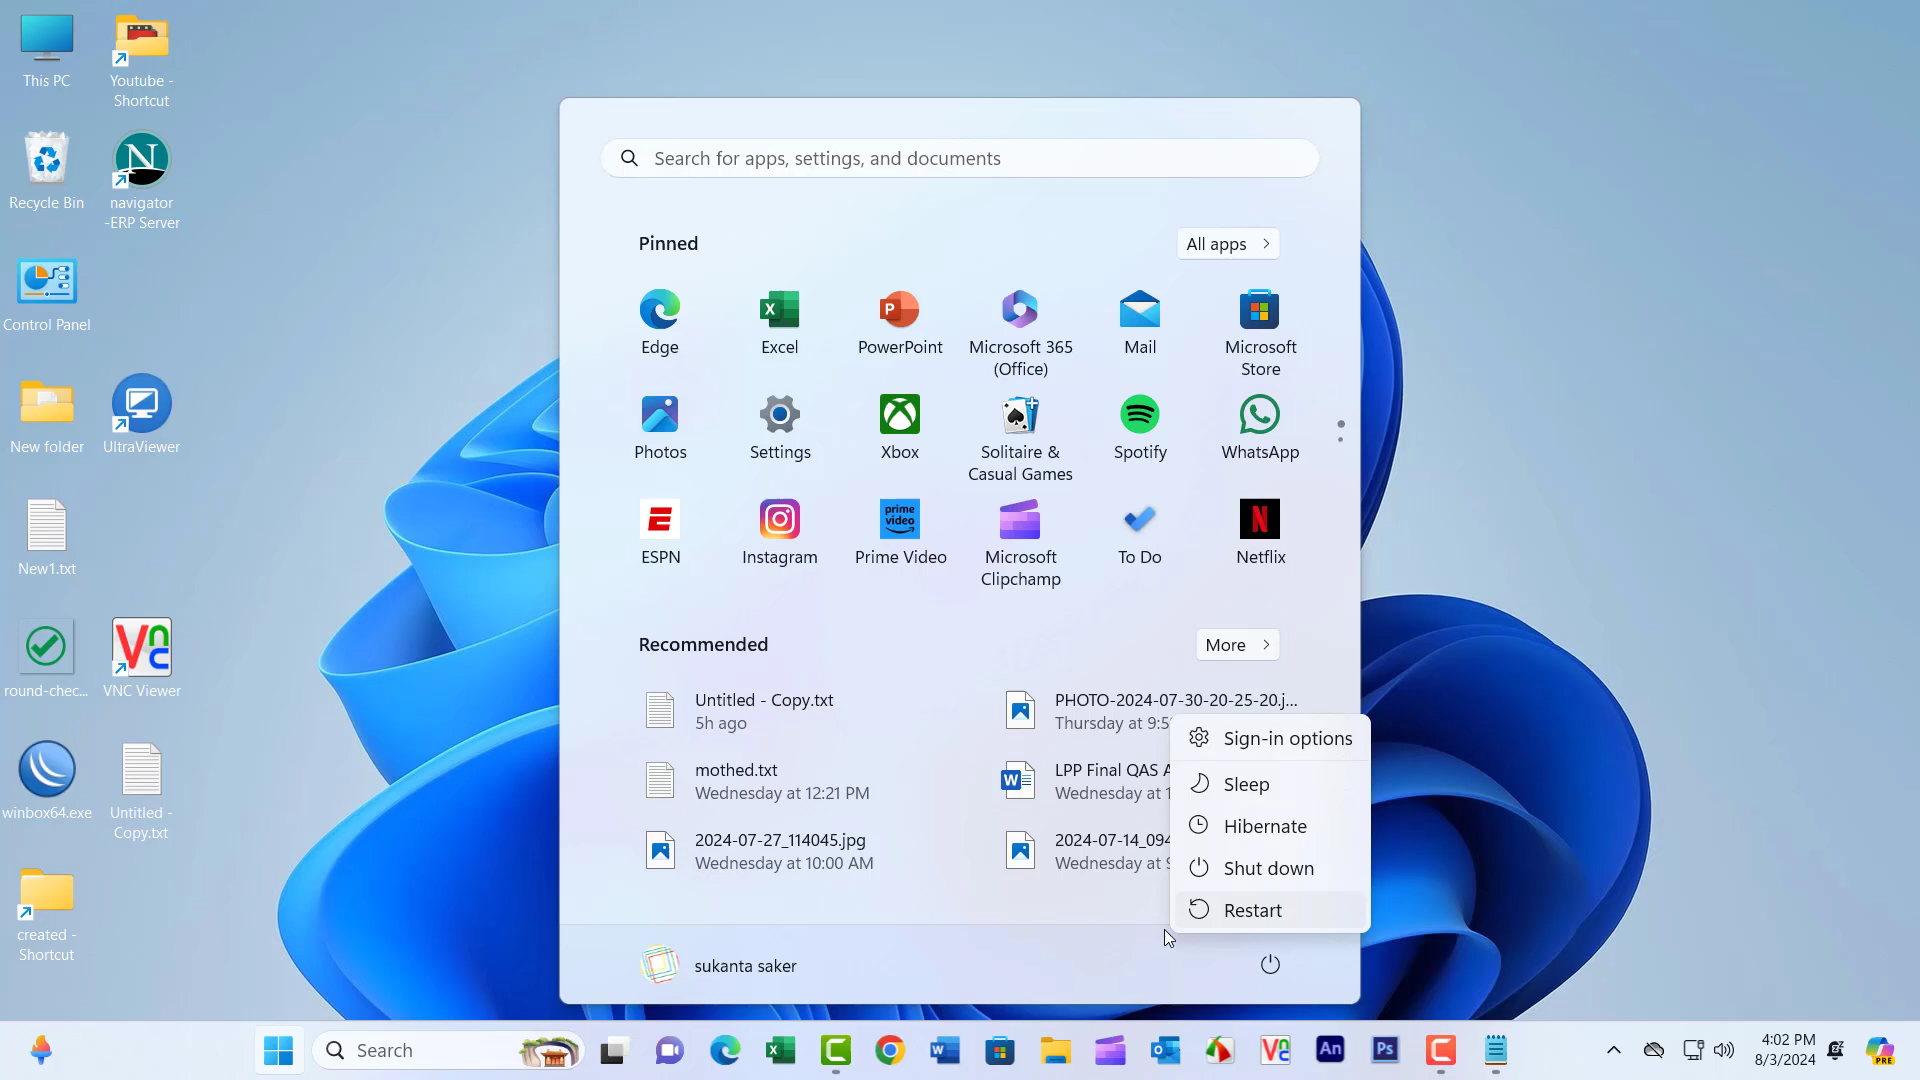 This PC
Youtube -
Shortcut
Recycle Bin
N
navigator
-ERP Server
Control Panel
New folder
UltraViewer
New1.txt
round-chec...
VNC Viewer
winbox64.exe
Untitled -
Copy.txt
created -
Shortcut
Search for apps, settings, and documents
Pinned
All apps
Edge
Excel
PowerPoint
Microsoft 365
(Office)
Mail
Microsoft
Store
Photos
Settings
Xbox
Solitaire &
Casual Games
Spotify
WhatsApp
prime
video
ESPN
Instagram
Prime Video
Microsoft
Clipchamp
To Do
Netflix
Recommended
More
Untitled - Copy.txt
5h ago
PHOTO-2024-07-30-20-25-20.j...
Thursday at 9:5
mothed.txt
Wednesday at 12:21 PM
LPP Final QAS A
Wednesday at 1
2024-07-27_114045.jpg
Wednesday at 10:00 AM
2024-07-14_094
Wednesday at 9
Sign-in options
Sleep
Hibernate
Shut down
Restart
sukanta saker
Search
An
Ps
4:02 PM
8/3/2024
PRE